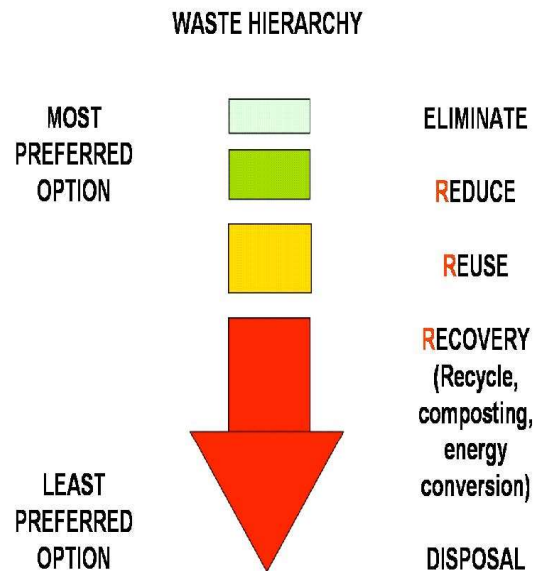 WASTE HIERARCHY
MOST
PREFERRED
OPTION
ELIMINATE
REDUCE
REUSE
RECOVERY
(Recycle,
composting,
energy
conversion)
LEAST
PREFERRED
OPTION
DISPOSAL